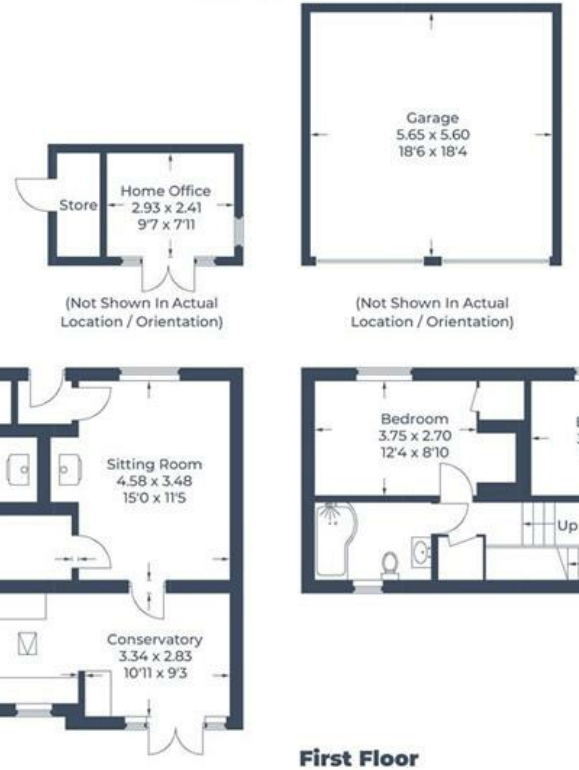 Garage
5.65 x 5.60
18'6 x 18'4
Store
Home Office
2.93 x 2.41
9'7 x 7'11
(Not Shown In Actual
Location / Orientation)
(Not Shown In Actual
Location / Orientation)
Sitting Room
4.58 x 3.48
15'0 x 11'5
Bedroom
3.75 x 2.70
12'4 x 8'10
Up
Conservatory
3.34 x 2.83
10'11 x 9'3
First Floor